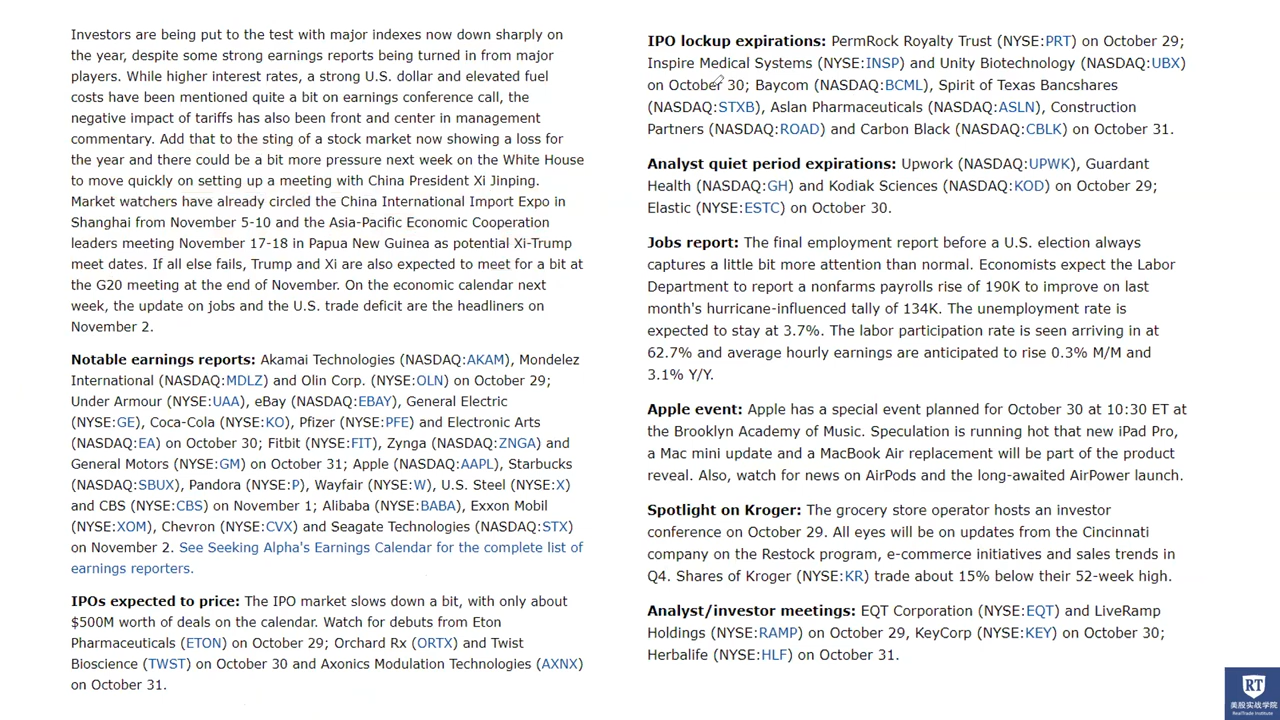 Investors are being put to the test with major indexes now down sharply on
the year, despite some strong earnings reports being turned in from major
players. While higher interest rates, a strong U.S. dollar and elevated fuel
costs have been mentioned quite a bit on earnings conference call, the
negative impact of tariffs has also been front and center in management
commentary. Add that to the sting of a stock market now showing a loss for
the year and there could be a bit more pressure next week on the White House
to move quickly on setting up a meeting with China President Xi Jinping.
Market watchers have already circled the China International Import Expo in
Shanghai from November 5-10 and the Asia-Pacific Economic Cooperation
leaders meeting November 17-18 in Papua New Guinea as potential Xi-Trump
meet dates. If all else fails, Trump and Xi are also expected to meet for a bit at
the G20 meeting at the end of November. On the economic calendar next
week, the update on jobs and the U.S. trade deficit are the headliners on
November 2.
Notable earnings reports: Akamai Technologies (NASDAQ:AKAM), Mondelez
International (NASDAQ:MDLZ) and Olin Corp. (NYSE:OLN) on October 29;
Under Armour (NYSE:UAA), eBay (NASDAQ:EBAY), General Electric
(NYSE:GE), Coca-Cola (NYSE:KO), Pfizer (NYSE:PFE) and Electronic Arts
(NASDAQ:EA) on October 30; Fitbit (NYSE:FIT), Zynga (NASDAQ:ZNGA) and
General Motors (NYSE:GM) on October 31; Apple (NASDAQ:AAPL), Starbucks
(NASDAQ:SBUX), Pandora (NYSE:P), Wayfair (NYSE:W), U.S. Steel (NYSE:X)
and CBS (NYSE:CBS) on November 1; Alibaba (NYSE:BABA), Exxon Mobil
(NYSE:XOM), Chevron (NYSE:CVX) and Seagate Technologies (NASDAQ:STX)
on November 2. See Seeking Alpha's Earnings Calendar for the complete list of
earnings reporters.
IPOs expected to price: The IPO market slows down a bit, with only about
$500M worth of deals on the calendar. Watch for debuts from Eton
Pharmaceuticals (ETON) on October 29; Orchard Rx (ORTX) and Twist
Bioscience (TWST) on October 30 and Axonics Modulation Technologies (AXNX)
on October 31.
IPO lockup expirations: PermRock Royalty Trust (NYSE:PRT) on October 29;
Inspire Medical Systems (NYSE:INSP) and Unity Biotechnology (NASDAQ:UBX)
on October 30; Baycom (NASDAQ:BCML), Spirit of Texas Bancshares
(NASDAQ:STXB), Aslan Pharmaceuticals (NASDAQ:ASLN), Construction
Partners (NASDAQ:ROAD) and Carbon Black (NASDAQ:CBLK) on October 31.
Analyst quiet period expirations: Upwork (NASDAQ:UPWK), Guardant
Health (NASDAQ:GH) and Kodiak Sciences (NASDAQ:KOD) on October 29;
Elastic (NYSE:ESTC) on October 30.
Jobs report: The final employment report before a U.S. election always
captures a little bit more attention than normal. Economists expect the Labor
Department to report a nonfarms payrolls rise of 190K to improve on last
month's hurricane-influenced tally of 134K. The unemployment rate is
expected to stay at 3.7%. The labor participation rate is seen arriving in at
62.7% and average hourly earnings are anticipated to rise 0.3% M/M and
3.1% Y/Y.
Apple event: Apple has a special event planned for October 30 at 10:30 ET at
the Brooklyn Academy of Music. Speculation is running hot that new iPad Pro,
a Mac mini update and a MacBook Air replacement will be part of the product
reveal. Also, watch for news on AirPods and the long-awaited AirPower launch.
Spotlight on Kroger: The grocery store operator hosts an investor
conference on October 29. All eyes will be on updates from the Cincinnati
company on the Restock program, e-commerce initiatives and sales trends in
Q4. Shares of Kroger (NYSE:KR) trade about 15% below their 52-week high.
Analyst/investor meetings: EQT Corporation (NYSE:EQT) and LiveRamp
Holdings (NYSE:RAMP) on October 29, KeyCorp (NYSE:KEY) on October 30;
Herbalife (NYSE:HLF) on October 31.
RT
美股实战学院
RealTrade Institute